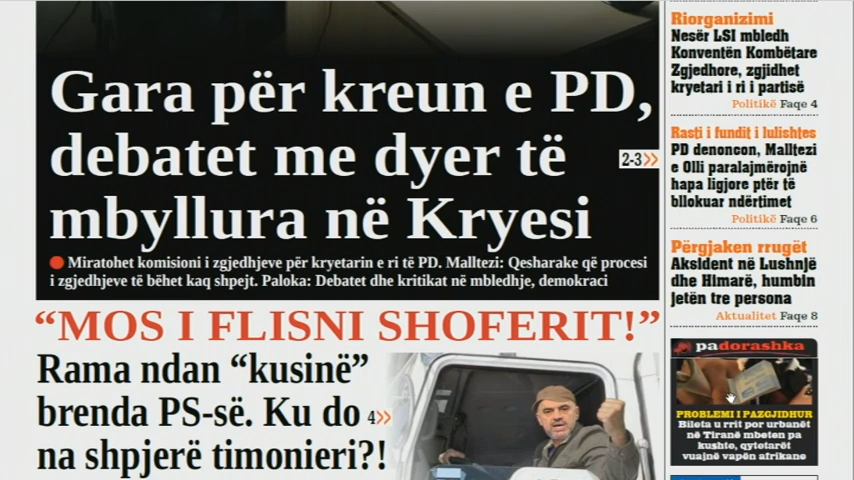 Gara për kreun e PD,
debatet me dyer të
mbyllura në Kryesi
2-3
Miratohet komisioni i zgjedhjeve për kryetarin e ri të PD. Malltezi: Qesharake që procesi
i zgjedhjeve të bëhet kaq shpejt. Paloka: Debatet dhe kritikat në mbledhje, demokraci
“MOS I FLISNI SHOFERIT!”
Rama ndan “kusinë”
brenda PS-së. Ku do
na shpjerë timonieri?!
4
Riorganizimi
Nesër LSI mbledh
Konventën Kombëtare
Zgjedhore, zgjidhet
kryetari i ri i partisë
Politikë Faqe 4
Rasti i fundit i lulishtes
PD denoncon, Malltezi
e Olli paralajmërojnë
hapa ligjore ptër të
bllokuar ndërtimet
Politikë Faqe 6
Përgjaken rrugët
Aksident në Lushnjë
dhe Himarë, humbin
jetën tre persona
Aktualitet Faqe 8
padorashka
PROBLEMI I PAZGJIDHUR
Bileta u rrit por urbanët
në Tiranë mbeten pa
kushte, qytetarët
vuajnë vapën afrikane